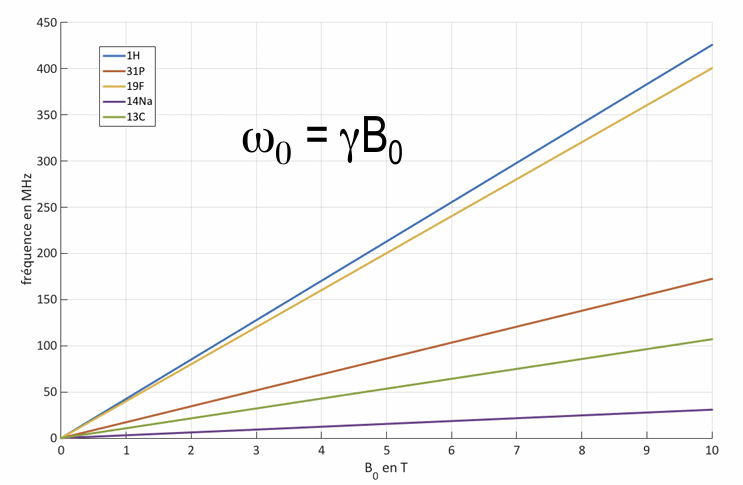 450
400
350
300
250
200
150
100
50
0
fréquence en MHz
1H
31P
19F
14Na
13C
ω₀ = γB₀
0 1 2 3 4 5 6 7 8 9 10
B₀ en T